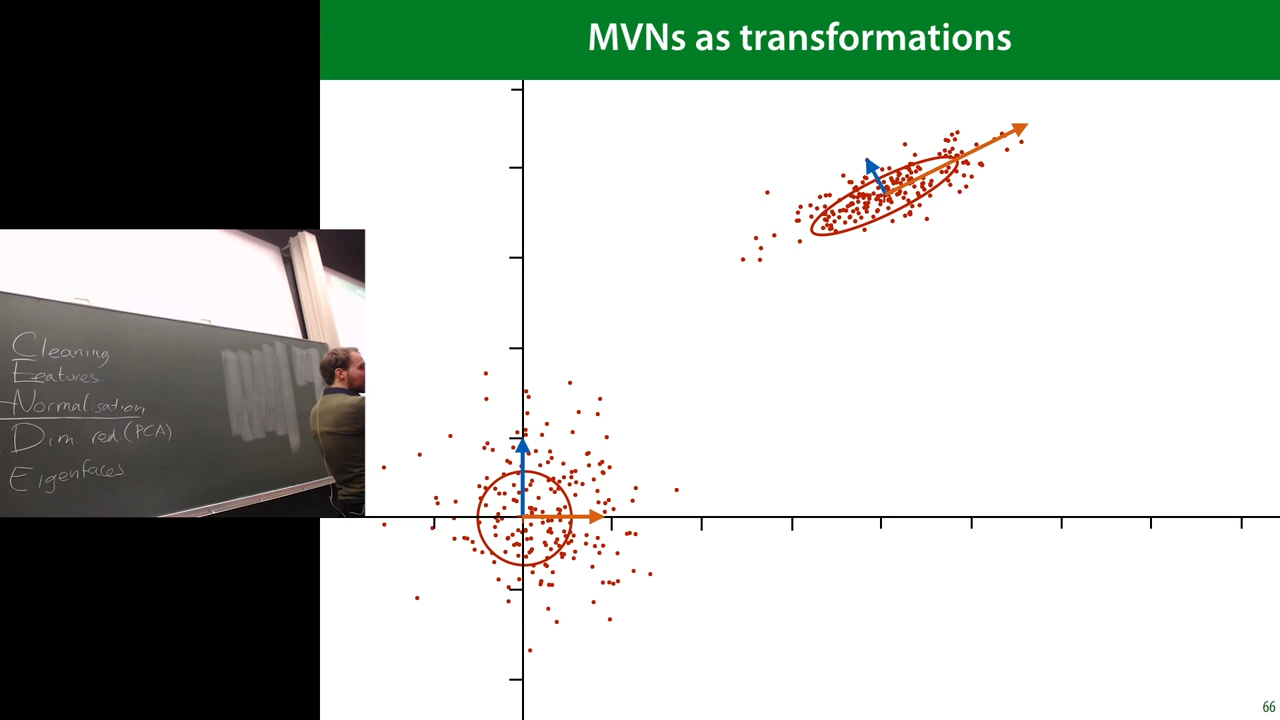 MVNs as transformations
Cleaning
Features
Normalisation
Dim. red. (PCA)
Eigenfaces
66